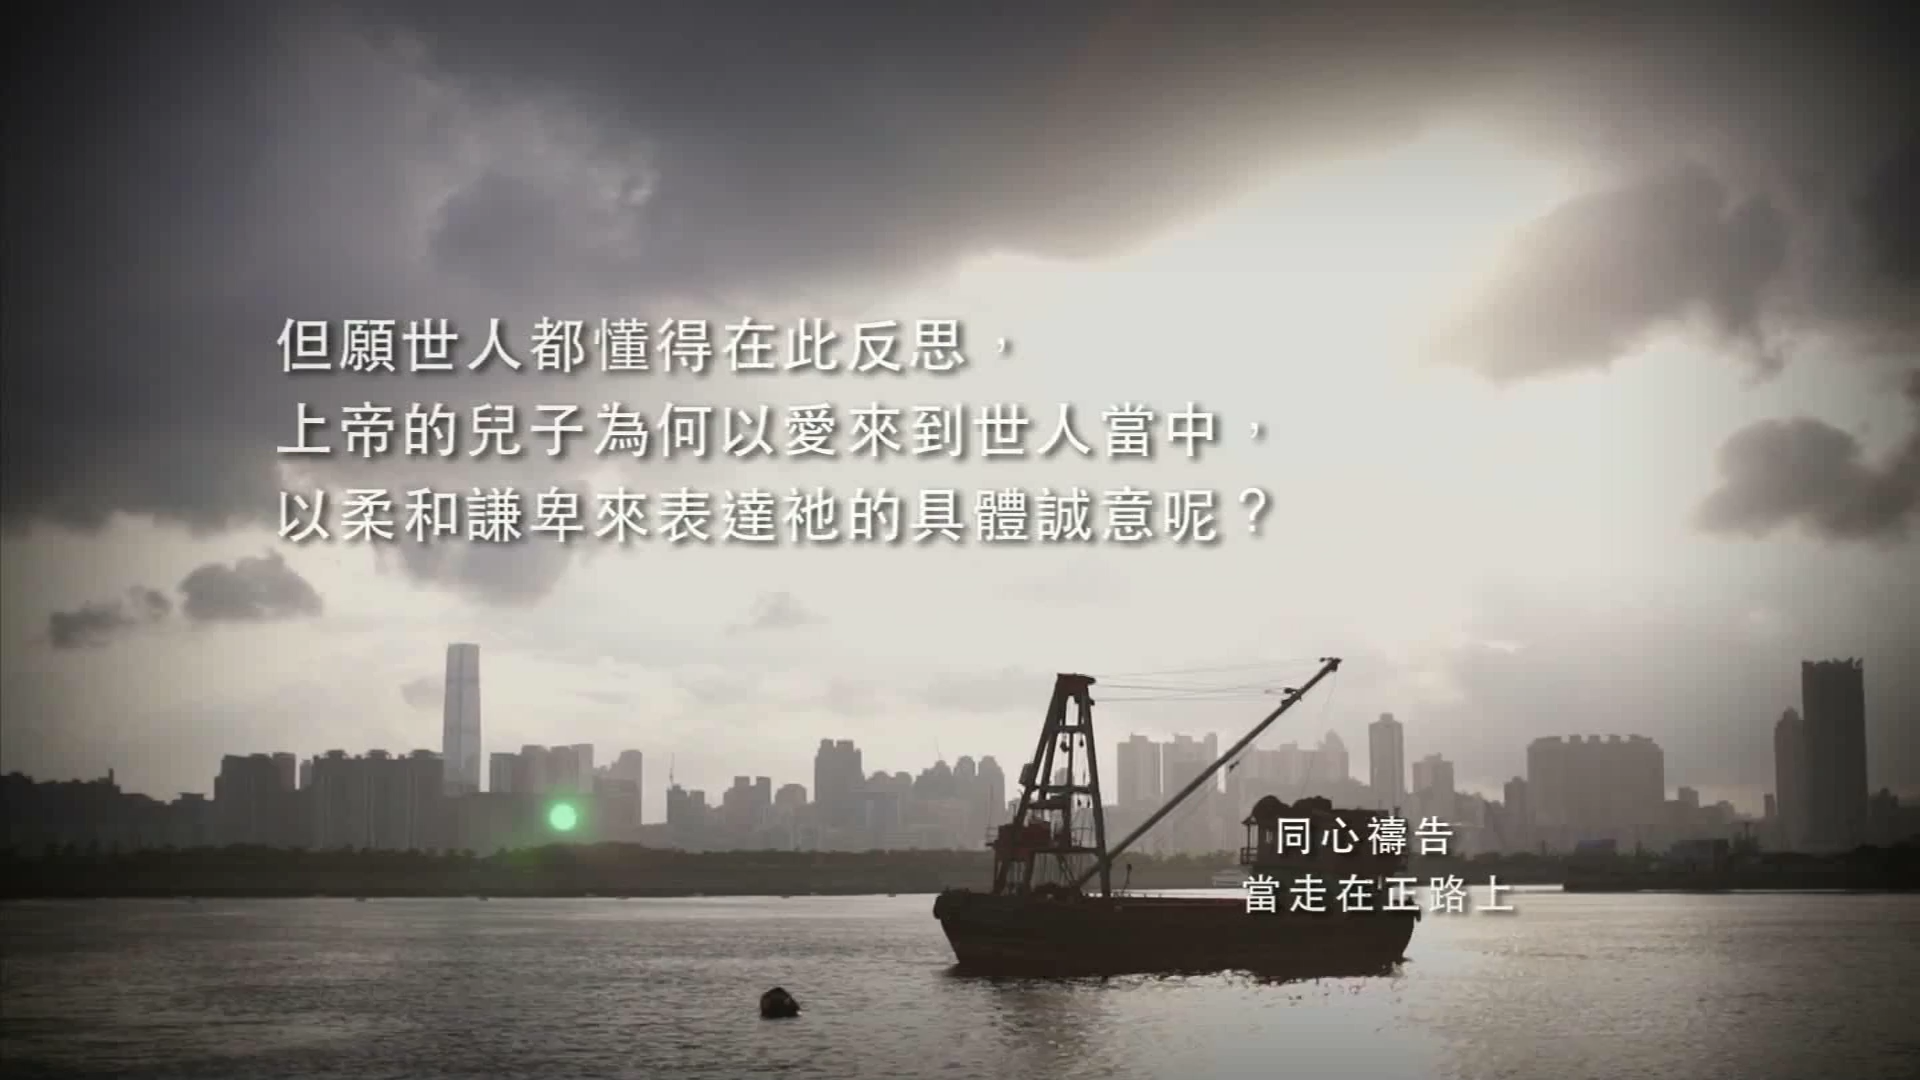 但願世人都懂得在此反思，
上帝的兒子為何以愛來到世人當中，
以柔和謙卑來表達祂的具體誠意呢？
同心禱告
當走在正路上